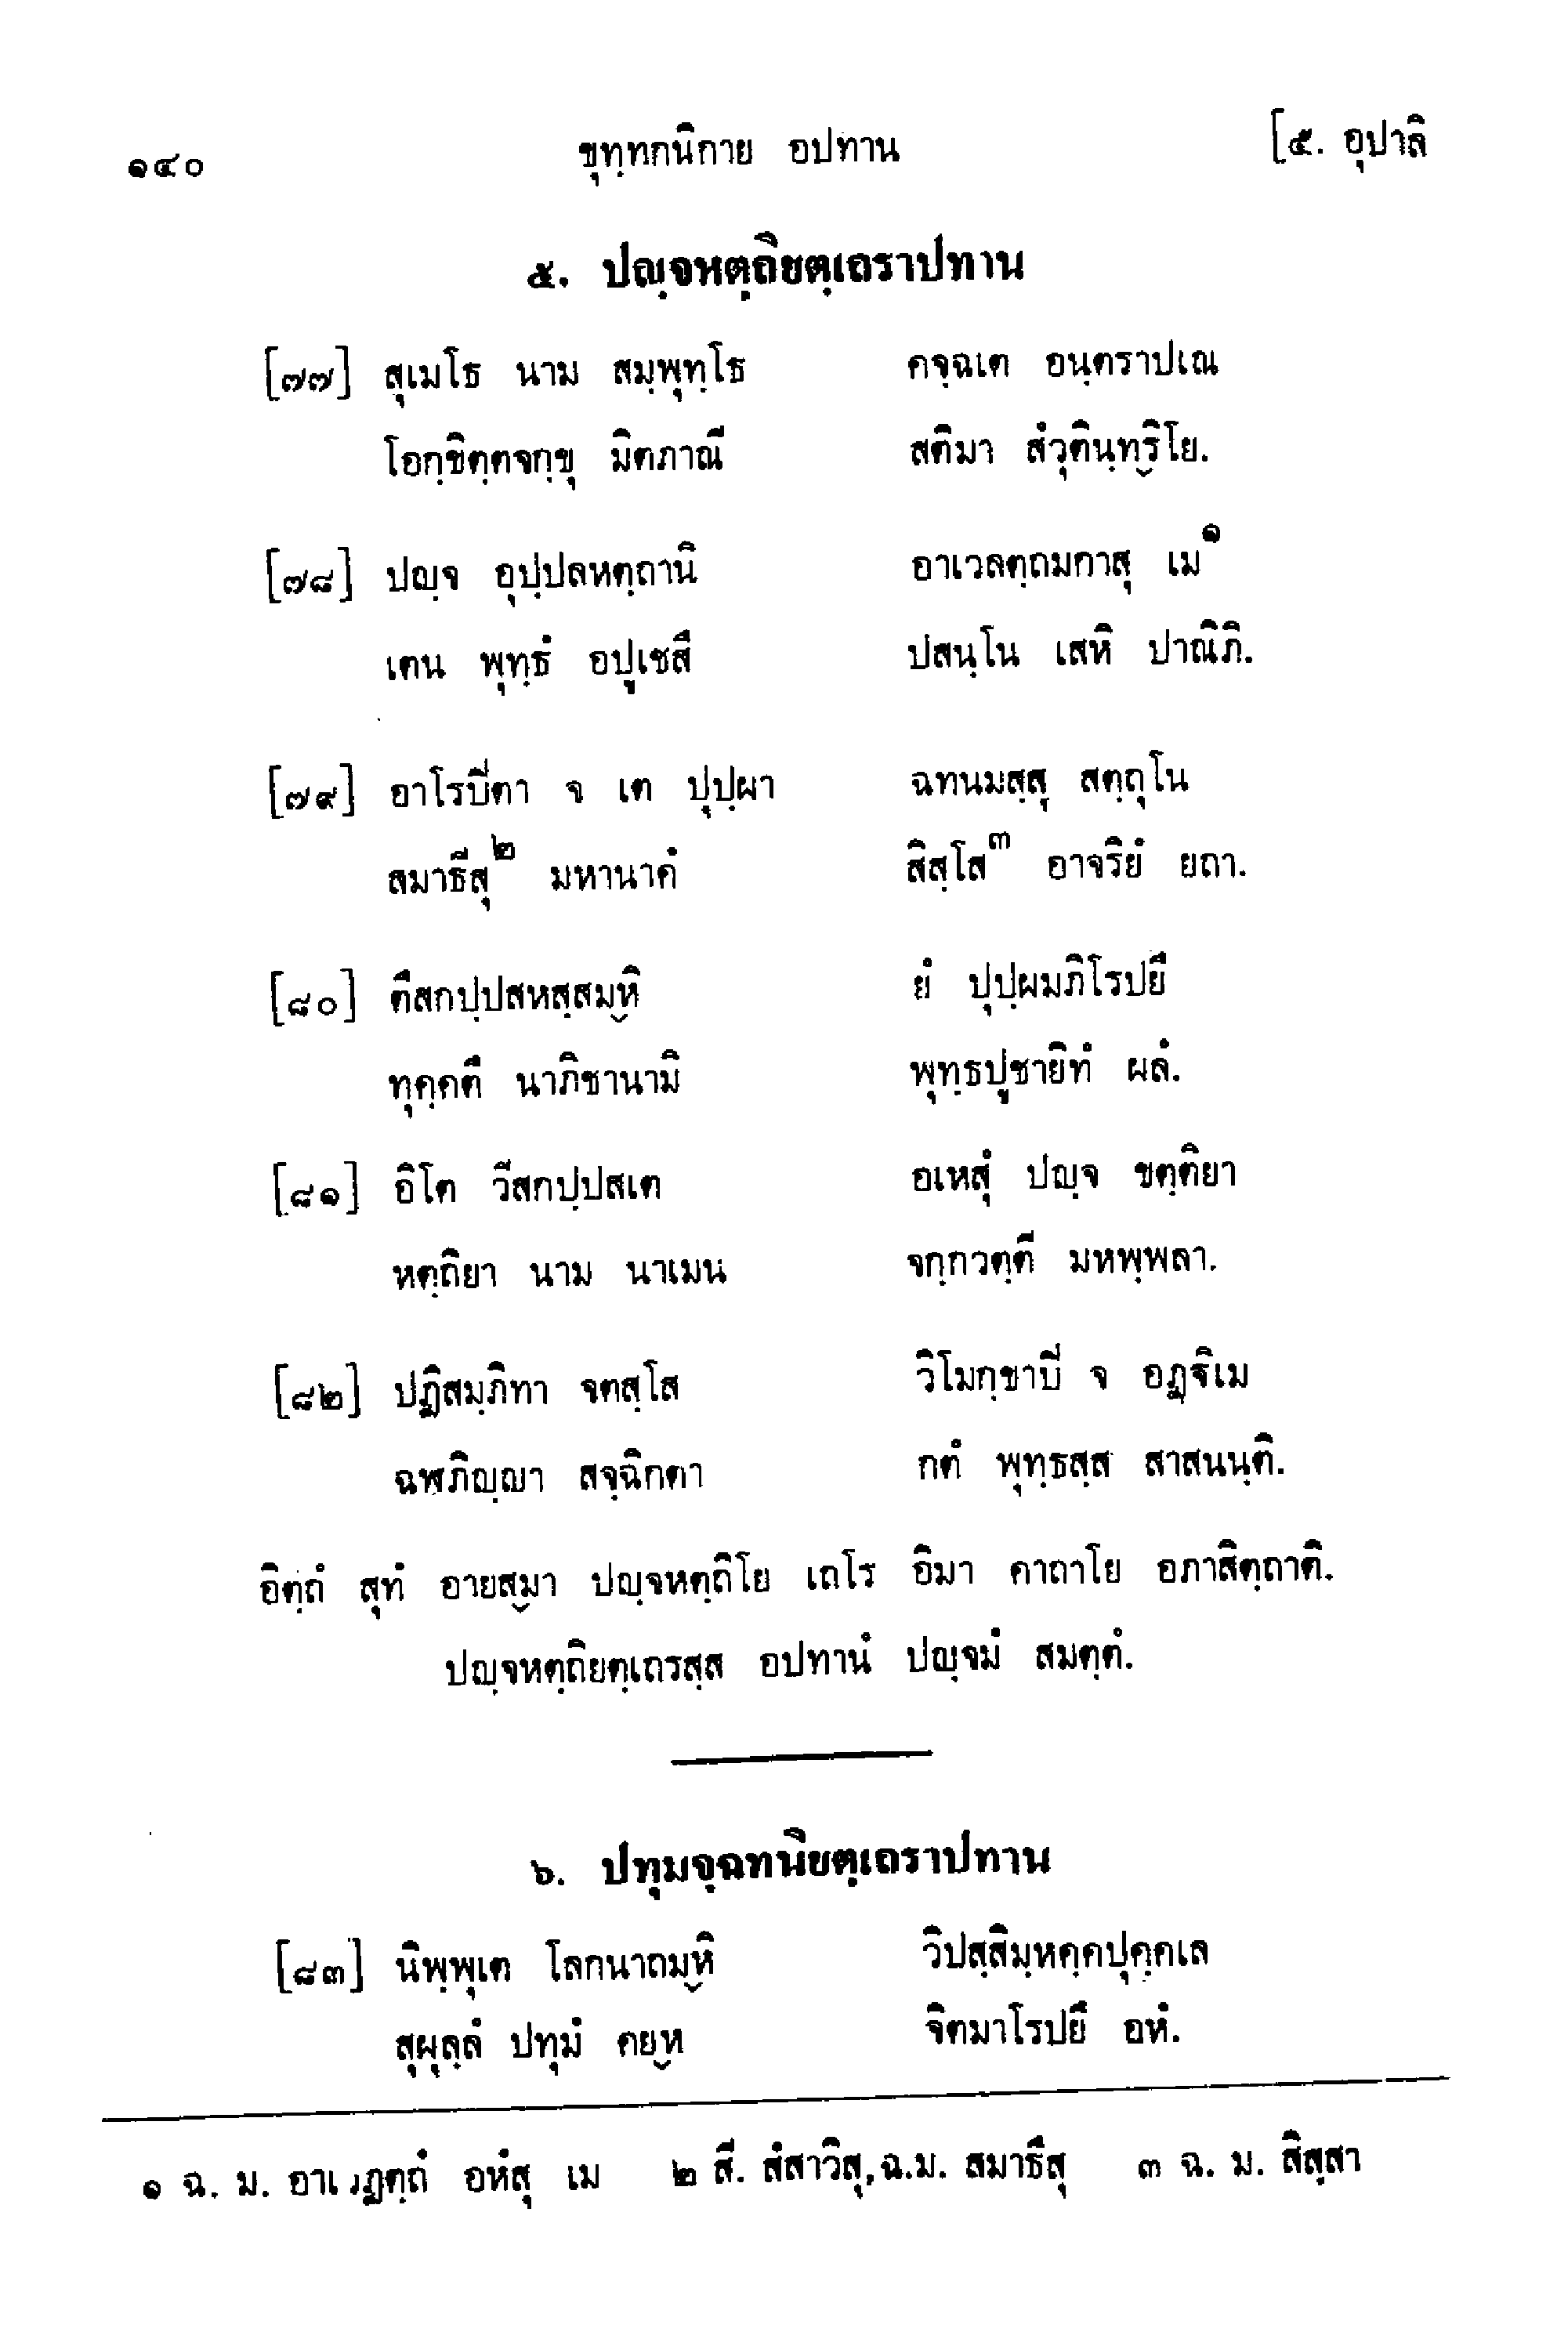 ๑๔๐ ขุทฺทกนิกาย อปทาน [๕. อุปาลิ
๕. ปญฺจหตฺถิยตฺเถราปทาน
[๗๗] สุเมโธ นาม สมฺพุทฺโธ คจฺฉเต อนฺตราปเณ
โอกฺขิตฺตจกฺขุ มิตภาณี สติมา สํวุตินฺทฺริโย.
[๗๘] ปญฺจ อุปฺปลหตฺถานิ อาเวลตฺถมกาสุ เม๑
เตน พุทฺธํ อปูเชสึ ปสนฺโน เสหิ ปาณิภิ.
[๗๙] อาโรปิตา จ เต ปุปฺผา ฉทนมสฺสุ สตฺถุโน
สมาธึสุ๒ มหานาคํ สิสฺโส๓ อาจริยํ ยถา.
[๘๐] ตึสกปฺปสหสฺสมฺหิ ยํ ปุปฺผมภิโรปยึ
ทุคฺคตึ นาภิชานามิ พุทฺธปูชายิทํ ผลํ.
[๘๑] อิโต วีสกปฺปสเต อเหสุํ ปญฺจ ขตฺติยา
หตฺถิยา นาม นาเมน จกฺกวตฺตี มหพฺพลา.
[๘๒] ปฏิสมฺภิทา จตสฺโส วิโมกฺขาปิ จ อฏฺฐิเม
ฉฬภิญฺญา สจฺฉิกตา กตํ พุทฺธสฺส สาสนนฺติ.
อิตฺถํ สุทํ อายสฺมา ปญฺจหตฺถิโย เถโร อิมา คาถาโย อภาสิตฺถาติ.
ปญฺจหตฺถิยตฺเถรสฺส อปทานํ ปญฺจมํ สมตฺตํ.
๖. ปทุมจฺฉทนิยตฺเถราปทาน
[๘๓] นิพฺพุเต โลกนาถมฺหิ วิปสฺสิมฺหคฺคปุคฺคเล
สุผุลฺลํ ปทุมํ คยฺห จิตมาโรปยึ อหํ.
๑ ฉ. ม. อาเวฏตฺถํ อหํสุ เม ๒ สี. สํสาวิสุ, ฉ.ม. สมาธึสุ ๓ ฉ. ม. สิสฺสา